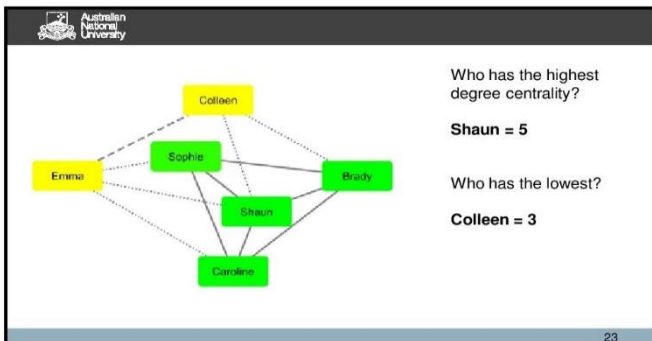 Australian
National
University
Who has the highest
degree centrality?
Shaun = 5
Who has the lowest?
Colleen = 3
Colleen
Sophie
Emma
Brady
Shaun
Caroline
23